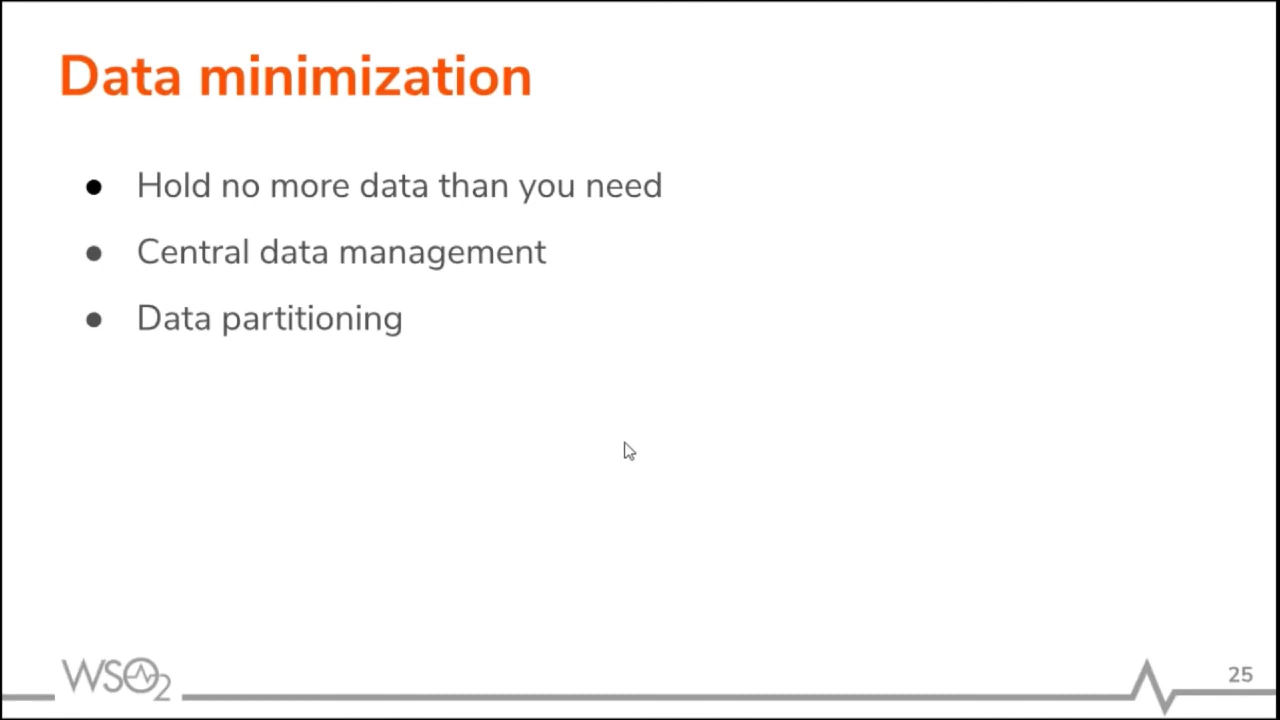 Data minimization
● Hold no more data than you need
● Central data management
● Data partitioning
WSO2
25